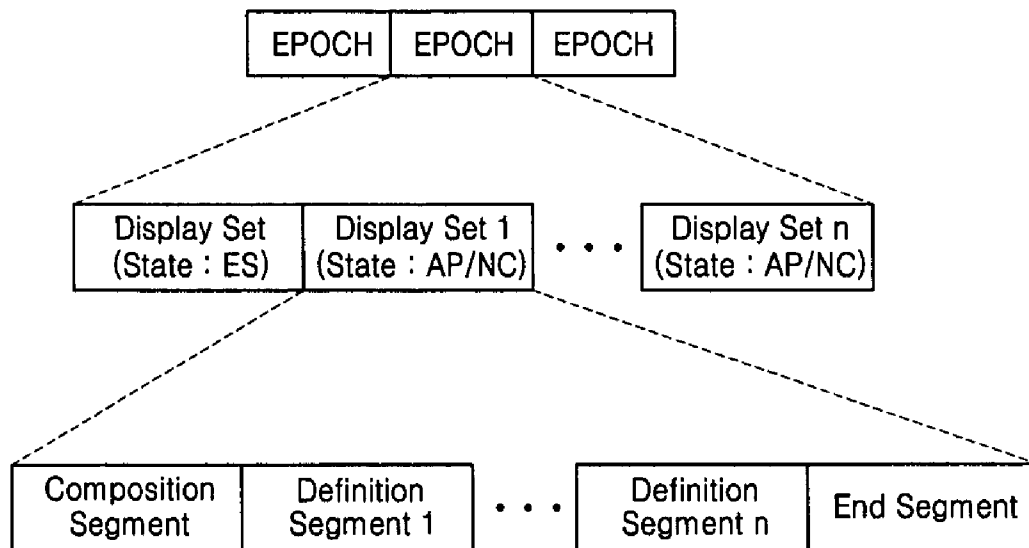 EPOCH EPOCH EPOCH
Display Set
(State : ES)
Display Set 1
(State : AP/NC)
• • •
Display Set n
(State : AP/NC)
Composition
Segment
Definition
Segment 1
• • •
Definition
Segment n
End Segment